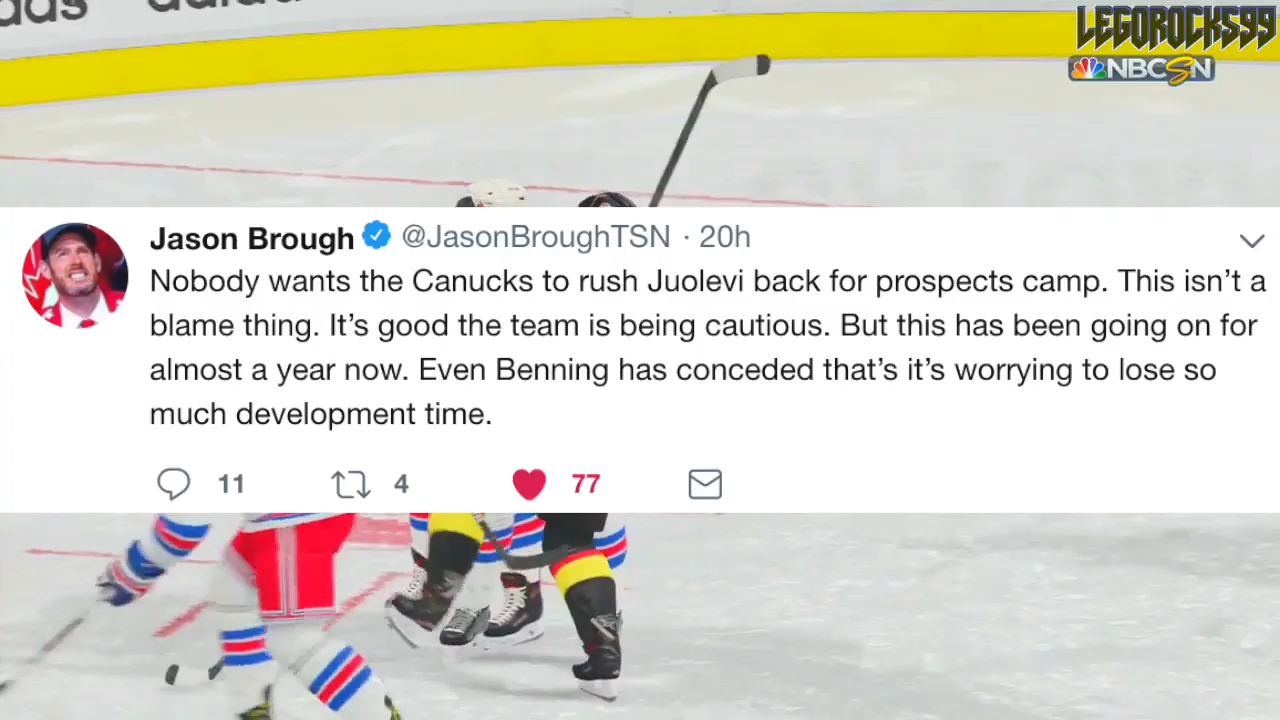 LEGOROCKS99
NBCSN
Jason Brough @JasonBroughTSN · 20h
Nobody wants the Canucks to rush Juolevi back for prospects camp. This isn't a
blame thing. It's good the team is being cautious. But this has been going on for
almost a year now. Even Benning has conceded that's it's worrying to lose so
much development time.
11 4 77